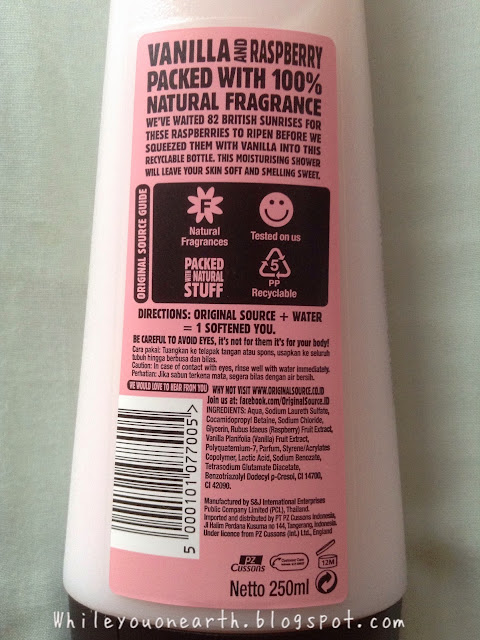 VANILLA AND RASPBERRY
PACKED WITH 100%
NATURAL FRAGRANCE
WE'VE WAITED 82 BRITISH SUNRISES FOR
THESE RASPBERRIES TO RIPEN BEFORE WE
SQUEEZED THEM WITH VANILLA INTO THIS
RECYCLABLE BOTTLE. THIS MOISTURISING SHOWER
WILL LEAVE YOUR SKIN SOFT AND SMELLING SWEET.
ORIGINAL SOURCE GUIDE
F
Natural
Fragrances
Tested on us
PACKED
WITH NATURAL
STUFF
5
PP
Recyclable
DIRECTIONS: ORIGINAL SOURCE + WATER
= 1 SOFTENED YOU.
BE CAREFUL TO AVOID EYES, it's not for them it's for your body!
Cara pakai: Tuangkan ke telapak tangan atau spons, usapkan ke seluruh
tubuh hingga berbusa dan bilas.
Caution: In case of contact with eyes, rinse well with water immediately.
Perhatian: Jika sabun terkena mata, segera bilas dengan air bersih.
WE WOULD LOVE TO HEAR FROM YOU WHY NOT VISIT WWW.ORIGINALSOURCE.CO.ID
Join us at: facebook.com/OriginalSource.ID
INGREDIENTS: Aqua, Sodium Laureth Sulfate,
Cocamidopropyl Betaine, Sodium Chloride,
Glycerin, Rubus Idaeus (Raspberry) Fruit Extract,
Vanilla Planifolia (Vanilla) Fruit Extract,
Polyquaternium-7, Parfum, Styrene/Acrylates
Copolymer, Lactic Acid, Sodium Benzoate,
Tetrasodium Glutamate Diacetate,
Benzotriazolyl Dodecyl p-Cresol, CI 14700,
CI 42090.
5 000101 077005 >
Manufactured by S&J International Enterprises
Public Company Limited (PCL), Thailand.
Imported and distributed by PT PZ Cussons Indonesia,
Jl Halim Perdana Kusuma no 144, Tangerang, Indonesia.
Under licence from PZ Cussons (Int.) Ltd., England
PZ
Cussons
12M
Netto 250ml
Whileyouonearth.blogspot.com